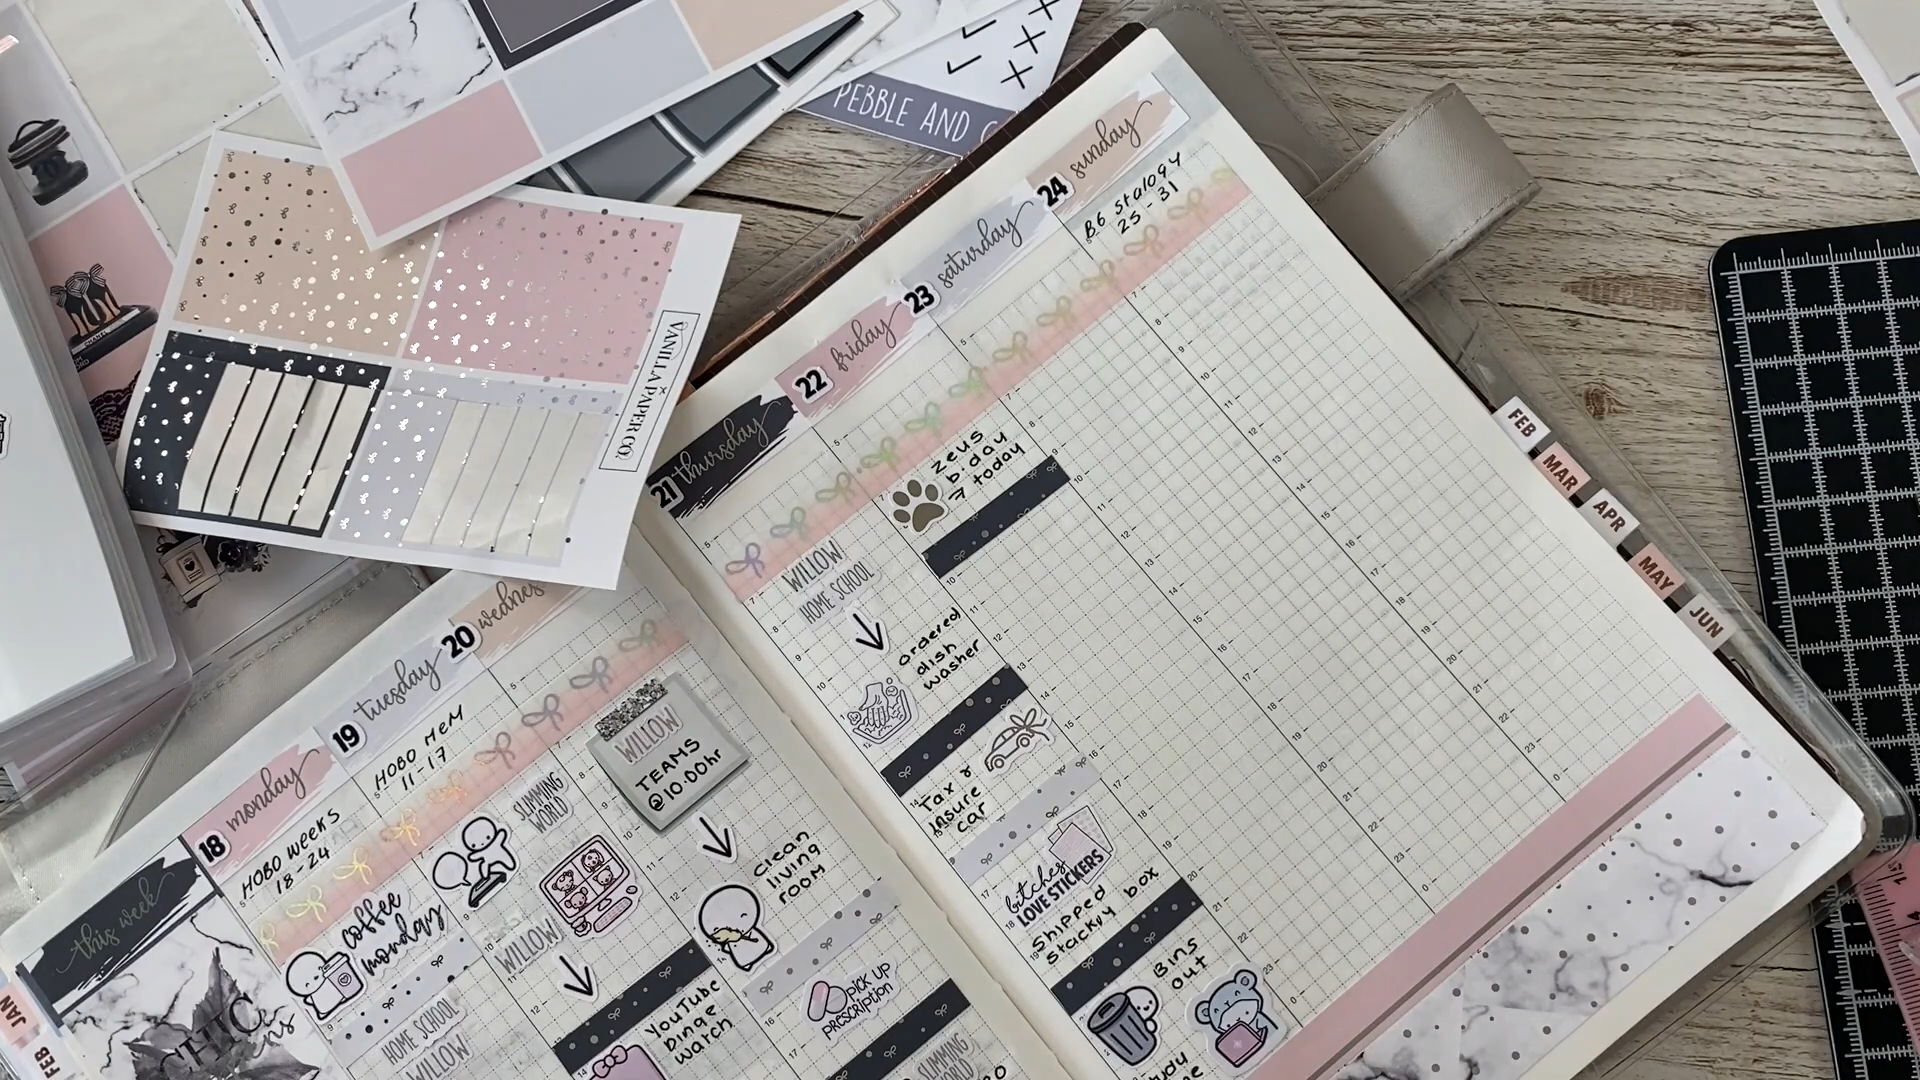 PEBBLE AND
VANILLA PAPER CO.
this week
CHIC
18 monday
HOBO WEEKS
18-24
coffee
monday
HOME SCHOOL
WILLOW
19 tuesday
HOBO MEM
11-17
SLIMMING
WORLD
WILLOW
YouTube
binge
watch
20 wednes
WILLOW
TEAMS
@10:00hr
clean
living
room
PICK UP
PRESCRIPTION
SLIMMING
WORLD
21 thursday
WILLOW
HOME SCHOOL
ordered
dish
washer
Tax &
insure
car
bitches
LOVE STICKERS
shipped
stacky box
Bins
out
22 friday
zeus
b.day
today
23 saturday
24 sunday
B6 Stalogy
25-31
JAN
FEB
FEB
MAR
APR
MAY
JUN